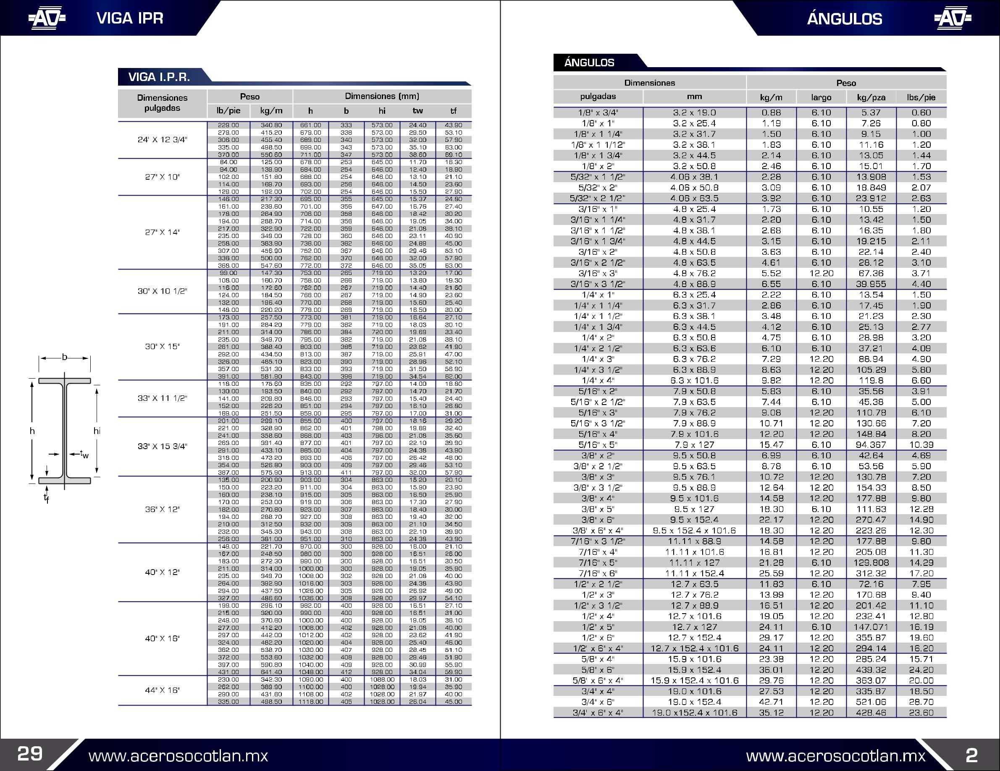 VIGA IPR
VIGA I.P.R.
Dimensiones pulgadas Peso Dimensiones (mm)
lb/pie kg/m h b hi tw tf
24' X 12 3/4"
229.00 340.80 661.00 333 573.00 24.40 43.90
279.00 415.20 679.00 338 573.00 29.50 53.10
306.00 455.40 689.00 340 573.00 32.00 57.90
335.00 498.50 699.00 343 573.00 35.10 63.00
370.00 550.60 711.00 347 573.00 38.60 69.10
27" X 10"
84.00 125.00 678.00 253 645.00 11.70 16.30
94.00 139.90 684.00 254 646.00 12.40 18.90
102.00 151.80 688.00 254 646.00 13.10 21.10
114.00 169.70 693.00 256 646.00 14.50 23.60
129.00 192.00 702.00 254 646.00 15.50 27.90
27" X 14"
146.00 217.30 695.00 355 645.00 15.37 24.80
161.00 239.60 701.00 356 647.00 16.76 27.40
178.00 264.90 706.00 358 646.00 18.42 30.20
194.00 288.70 714.00 356 646.00 19.05 34.00
217.00 322.90 722.00 359 646.00 21.08 38.10
235.00 349.00 728.00 360 646.00 23.11 40.90
258.00 383.90 736.00 362 646.00 24.89 45.00
307.00 456.90 752.00 367 646.00 29.46 53.10
336.00 500.00 762.00 370 646.00 32.00 57.90
368.00 547.60 772.00 372 646.00 35.05 63.00
30" X 10 1/2"
99.00 147.30 753.00 265 719.00 13.20 17.00
108.00 160.70 758.00 266 719.00 13.80 19.30
116.00 172.60 762.00 267 719.00 14.40 21.60
124.00 184.50 766.00 267 719.00 14.90 23.60
132.00 196.40 770.00 268 719.00 15.60 25.40
148.00 220.20 779.00 269 719.00 16.50 30.00
30" X 15"
173.00 257.50 773.00 381 719.00 16.64 27.10
191.00 284.20 779.00 382 719.00 18.03 30.10
211.00 314.00 786.00 384 720.00 19.69 33.40
235.00 349.70 795.00 382 719.00 21.08 38.10
261.00 388.40 803.00 385 719.00 23.62 41.90
292.00 434.50 813.00 387 719.00 25.91 47.00
326.00 485.10 823.00 390 719.00 28.96 52.10
357.00 531.30 833.00 393 719.00 31.50 56.90
391.00 581.90 843.00 396 719.00 34.54 62.00
33" X 11 1/2"
118.00 175.60 835.00 292 797.00 14.00 18.80
130.00 193.50 840.00 292 797.00 14.70 21.70
141.00 209.80 846.00 293 797.00 15.40 24.40
152.00 226.20 851.00 294 797.00 16.10 26.80
169.00 251.50 859.00 295 797.00 17.00 31.00
33" X 15 3/4"
201.00 299.10 855.00 400 797.00 18.16 29.20
221.00 328.90 862.00 401 798.00 19.69 32.40
241.00 358.60 868.00 403 796.00 21.08 35.60
263.00 391.40 877.00 401 797.00 22.10 39.90
291.00 433.10 885.00 404 797.00 24.38 43.90
318.00 473.20 893.00 406 797.00 26.42 48.00
354.00 526.80 903.00 409 797.00 29.46 53.10
387.00 575.90 913.00 411 797.00 32.00 57.90
36" X 12"
135.00 200.90 903.00 304 863.00 15.20 20.10
150.00 223.20 911.00 304 863.00 15.90 23.90
160.00 238.10 915.00 305 863.00 16.50 25.90
170.00 253.00 919.00 306 863.00 17.30 27.90
182.00 270.80 923.00 307 863.00 18.40 30.00
194.00 288.70 927.00 308 863.00 19.40 32.00
210.00 312.50 932.00 309 863.00 21.10 34.50
232.00 345.30 943.00 308 863.00 22.10 39.90
256.00 381.00 951.00 310 863.00 24.38 43.90
40" X 12"
149.00 221.70 970.00 300 928.00 16.00 21.10
167.00 248.50 980.00 300 928.00 16.51 26.00
183.00 272.30 990.00 300 928.00 16.51 30.50
211.00 314.00 1000.00 300 928.00 19.05 35.90
235.00 349.70 1008.00 302 928.00 21.08 40.00
264.00 392.90 1016.00 303 928.00 24.38 43.90
294.00 437.50 1026.00 305 928.00 26.92 49.00
327.00 486.60 1036.00 308 928.00 29.97 54.10
40" X 16"
199.00 296.10 982.00 400 928.00 16.51 27.10
215.00 320.00 990.00 400 928.00 16.51 31.00
249.00 370.60 1000.00 400 928.00 19.05 36.10
277.00 412.20 1008.00 402 928.00 21.08 40.00
297.00 442.00 1012.00 402 928.00 23.62 41.90
324.00 482.20 1020.00 404 928.00 25.40 46.00
362.00 538.70 1030.00 407 928.00 28.45 51.10
372.00 553.60 1032.00 408 928.00 29.46 51.90
397.00 590.80 1040.00 409 928.00 30.99 55.90
431.00 641.40 1048.00 412 928.00 34.04 59.90
44" X 16"
230.00 342.30 1090.00 400 1088.00 18.03 31.00
262.00 389.90 1100.00 400 1028.00 19.94 35.90
290.00 431.60 1108.00 402 1028.00 21.97 40.00
335.00 498.50 1118.00 405 1028.00 26.04 45.00
b
h hi
tw
tf
29 www.acerosocotlan.mx
ÁNGULOS
ÁNGULOS
Dimensiones Peso
pulgadas mm kg/m largo kg/pza lbs/pie
1/8" x 3/4" 3.2 x 19.0 0.88 6.10 5.37 0.60
1/8" x 1" 3.2 x 25.4 1.19 6.10 7.26 0.80
1/8" x 1 1/4" 3.2 x 31.7 1.50 6.10 9.15 1.00
1/8" x 1 1/12" 3.2 x 38.1 1.83 6.10 11.16 1.20
1/8" x 1 3/4" 3.2 x 44.5 2.14 6.10 13.05 1.44
1/8" x 2" 3.2 x 50.8 2.46 6.10 15.01 1.70
5/32" x 1 1/2" 4.06 x 38.1 2.28 6.10 13.908 1.53
5/32" x 2" 4.06 x 50.8 3.09 6.10 18.849 2.07
5/32" x 2 1/2" 4.06 x 63.5 3.92 6.10 23.912 2.63
3/16" x 1" 4.8 x 25.4 1.73 6.10 10.55 1.20
3/16" x 1 1/4" 4.8 x 31.7 2.20 6.10 13.42 1.50
3/16" x 1 1/2" 4.8 x 38.1 2.68 6.10 16.35 1.80
3/16" x 1 3/4" 4.8 x 44.5 3.15 6.10 19.215 2.11
3/16" x 2" 4.8 x 50.8 3.63 6.10 22.14 2.40
3/16" x 2 1/2" 4.8 x 63.5 4.61 6.10 28.12 3.10
3/16" x 3" 4.8 x 76.2 5.52 12.20 67.36 3.71
3/16" x 3 1/2" 4.8 x 88.9 6.55 6.10 39.955 4.40
1/4" x 1" 6.3 x 25.4 2.22 6.10 13.54 1.50
1/4" x 1 1/4" 6.3 x 31.7 2.86 6.10 17.45 1.90
1/4" x 1 1/2" 6.3 x 38.1 3.48 6.10 21.23 2.30
1/4" x 1 3/4" 6.3 x 44.5 4.12 6.10 25.13 2.77
1/4" x 2" 6.3 x 50.8 4.75 6.10 28.98 3.20
1/4" x 2 1/2" 6.3 x 63.6 6.10 6.10 37.21 4.09
1/4" x 3" 6.3 x 76.2 7.29 12.20 88.94 4.90
1/4" x 3 1/2" 6.3 x 88.9 8.63 12.20 105.29 5.80
1/4" x 4" 6.3 x 101.6 9.82 12.20 119.8 6.60
5/16" x 2" 7.9 x 50.8 5.83 6.10 35.56 3.91
5/16" x 2 1/2" 7.9 x 63.5 7.44 6.10 45.38 5.00
5/16" x 3" 7.9 x 76.2 9.08 12.20 110.78 6.10
5/16" x 3 1/2" 7.9 x 88.9 10.71 12.20 130.66 7.20
5/16" x 4" 7.9 x 101.6 12.20 12.20 148.84 8.20
5/16" x 5" 7.9 x 127 15.47 6.10 94.367 10.39
3/8" x 2" 9.5 x 50.8 6.99 6.10 42.64 4.69
3/8" x 2 1/2" 9.5 x 63.5 8.78 6.10 53.56 5.90
3/8" x 3" 9.5 x 76.1 10.72 12.20 130.78 7.20
3/8" x 3 1/2" 9.5 x 88.9 12.64 12.20 154.33 8.50
3/8" x 4" 9.5 x 101.6 14.58 12.20 177.88 9.80
3/8" x 5" 9.5 x 127 18.30 6.10 111.63 12.28
3/8" x 6" 9.5 x 152.4 22.17 12.20 270.47 14.90
3/8' x 6" x 4" 9.5 x 152.4 x 101.6 18.30 12.20 223.26 12.30
7/16" x 3 1/2" 11.11 x 88.9 14.58 12.20 177.88 9.80
7/16" x 4" 11.11 x 101.6 16.81 12.20 205.08 11.30
7/16" x 5" 11.11 x 127 21.28 6.10 129.808 14.29
7/16" x 6" 11.11 x 152.4 25.59 12.20 312.32 17.20
1/2" x 2 1/2" 12.7 x 63.5 11.83 6.10 72.16 7.95
1/2" x 3" 12.7 x 76.2 13.99 12.20 170.68 9.40
1/2" x 3 1/2" 12.7 x 88.9 16.51 12.20 201.42 11.10
1/2" x 4" 12.7 x 101.6 19.05 12.20 232.41 12.80
1/2" x 5" 12.7 x 127 24.11 6.10 147.071 16.19
1/2" x 6" 12.7 x 152.4 29.17 12.20 355.87 19.60
1/2' x 6" x 4" 12.7 x 152.4 x 101.6 24.11 12.20 294.14 16.20
5/8" x 4" 15.9 x 101.6 23.38 12.20 285.24 15.71
5/8" x 6" 15.9 x 152.4 36.01 12.20 439.32 24.20
5/8' x 6" x 4" 15.9 x 152.4 x 101.6 29.76 12.20 363.07 20.00
3/4" x 4" 19.0 x 101.6 27.53 12.20 335.87 18.50
3/4" x 6" 19.0 x 152.4 42.71 12.20 521.06 28.70
3/4' x 6" x 4" 19.0 x152.4 x 101.6 35.12 12.20 428.46 23.60
www.acerosocotlan.mx 2